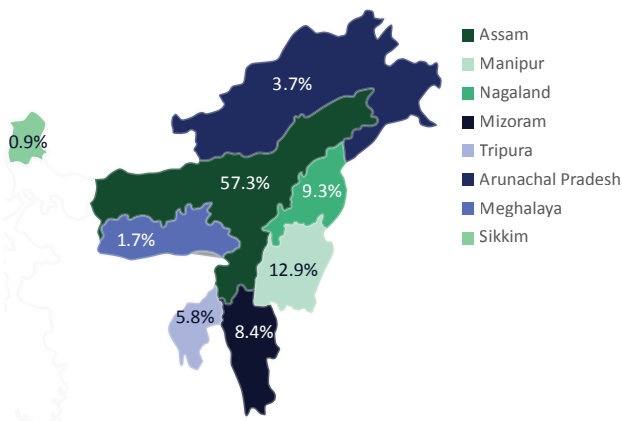 Assam
Manipur
Nagaland
Mizoram
Tripura
Arunachal Pradesh
Meghalaya
Sikkim
3.7%
0.9%
57.3%
9.3%
1.7%
12.9%
5.8%
8.4%